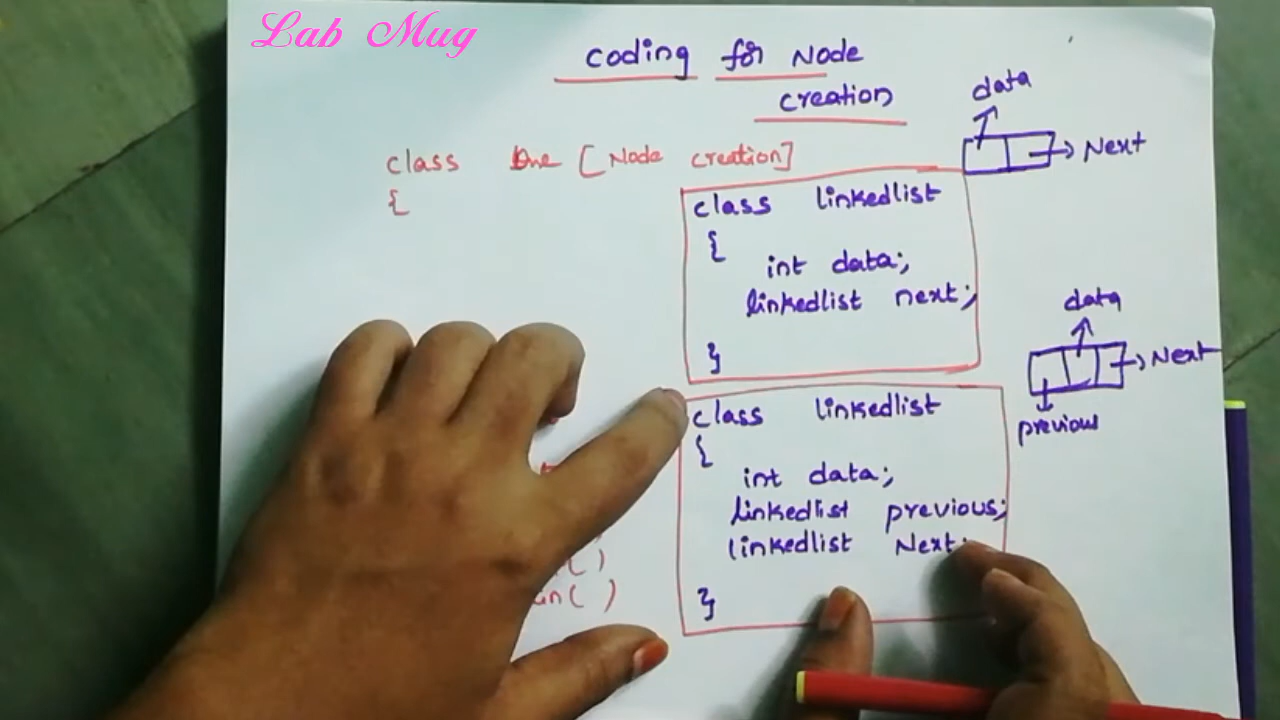 Lab Mug
Coding for Node
creation
data
Next
class One [Node creation]
{
class linkedlist
{
int data;
linkedlist next;
}
data
Next
previous
class linkedlist
{
int data;
linkedlist previous;
linkedlist Next;
}